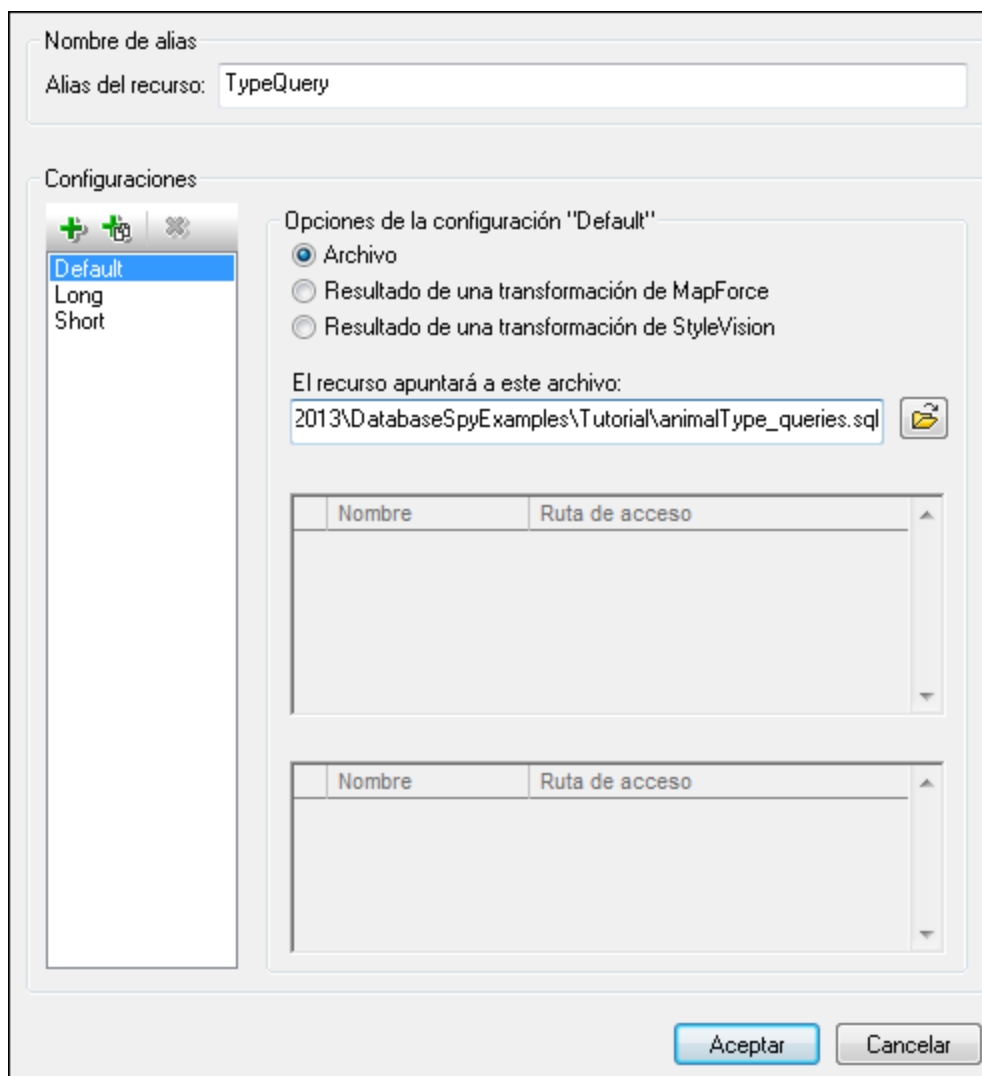 Nombre de alias
Alias del recurso: TypeQuery
Configuraciones
Default
Long
Short
Opciones de la configuración "Default"
Archivo
Resultado de una transformación de MapForce
Resultado de una transformación de StyleVision
El recurso apuntará a este archivo:
2013\DatabaseSpyExamples\Tutorial\animalType_queries.sql
Nombre Ruta de acceso
Nombre Ruta de acceso
Aceptar Cancelar